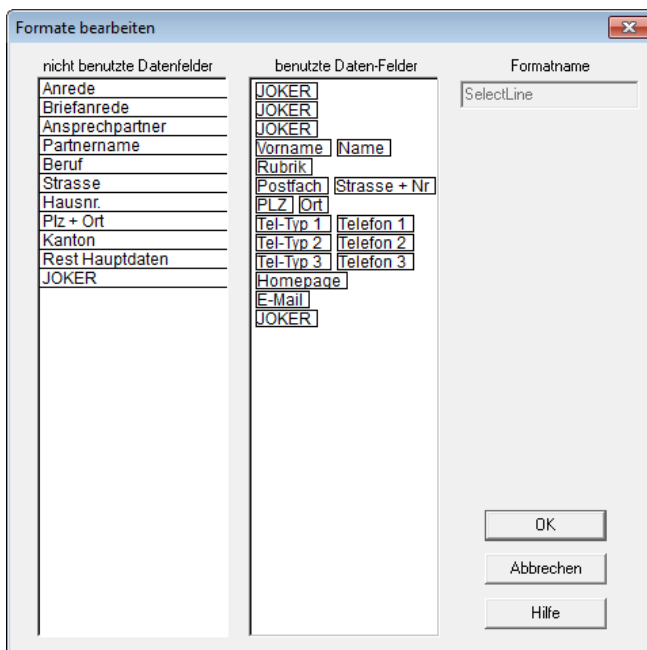 Formate bearbeiten
nicht benutzte Datenfelder
Anrede
Briefanrede
Ansprechpartner
Partnername
Beruf
Strasse
Hausnr.
Plz + Ort
Kanton
Rest Hauptdaten
JOKER
benutzte Daten-Felder
JOKER
JOKER
JOKER
Vorname Name
Rubrik
Postfach Strasse + Nr
PLZ Ort
Tel-Typ 1 Telefon 1
Tel-Typ 2 Telefon 2
Tel-Typ 3 Telefon 3
Homepage
E-Mail
JOKER
Formatname
SelectLine
OK
Abbrechen
Hilfe